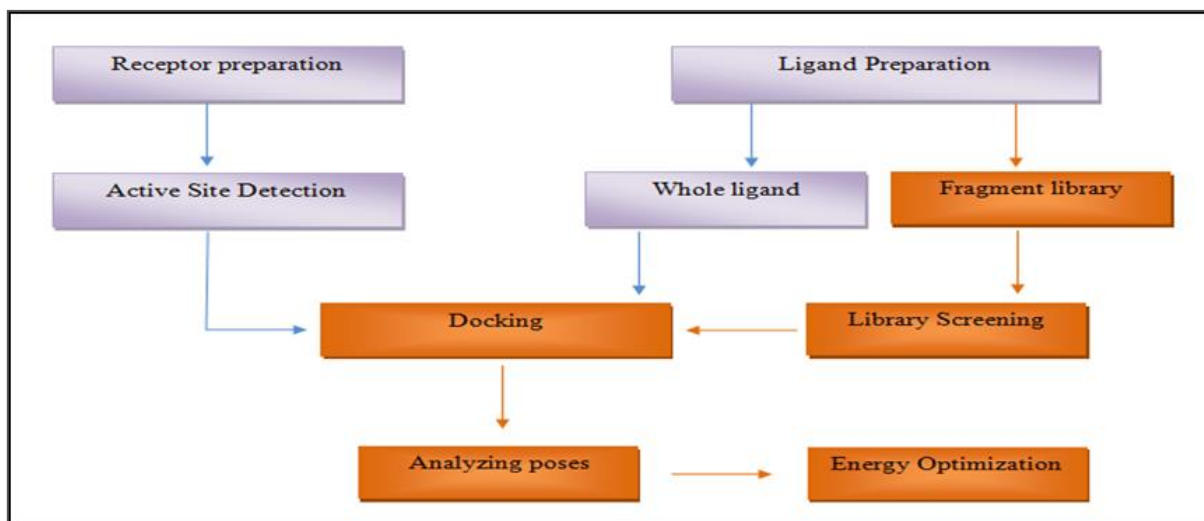 Receptor preparation
Ligand Preparation
Active Site Detection
Whole ligand
Fragment library
Docking
Library Screening
Analyzing poses
Energy Optimization